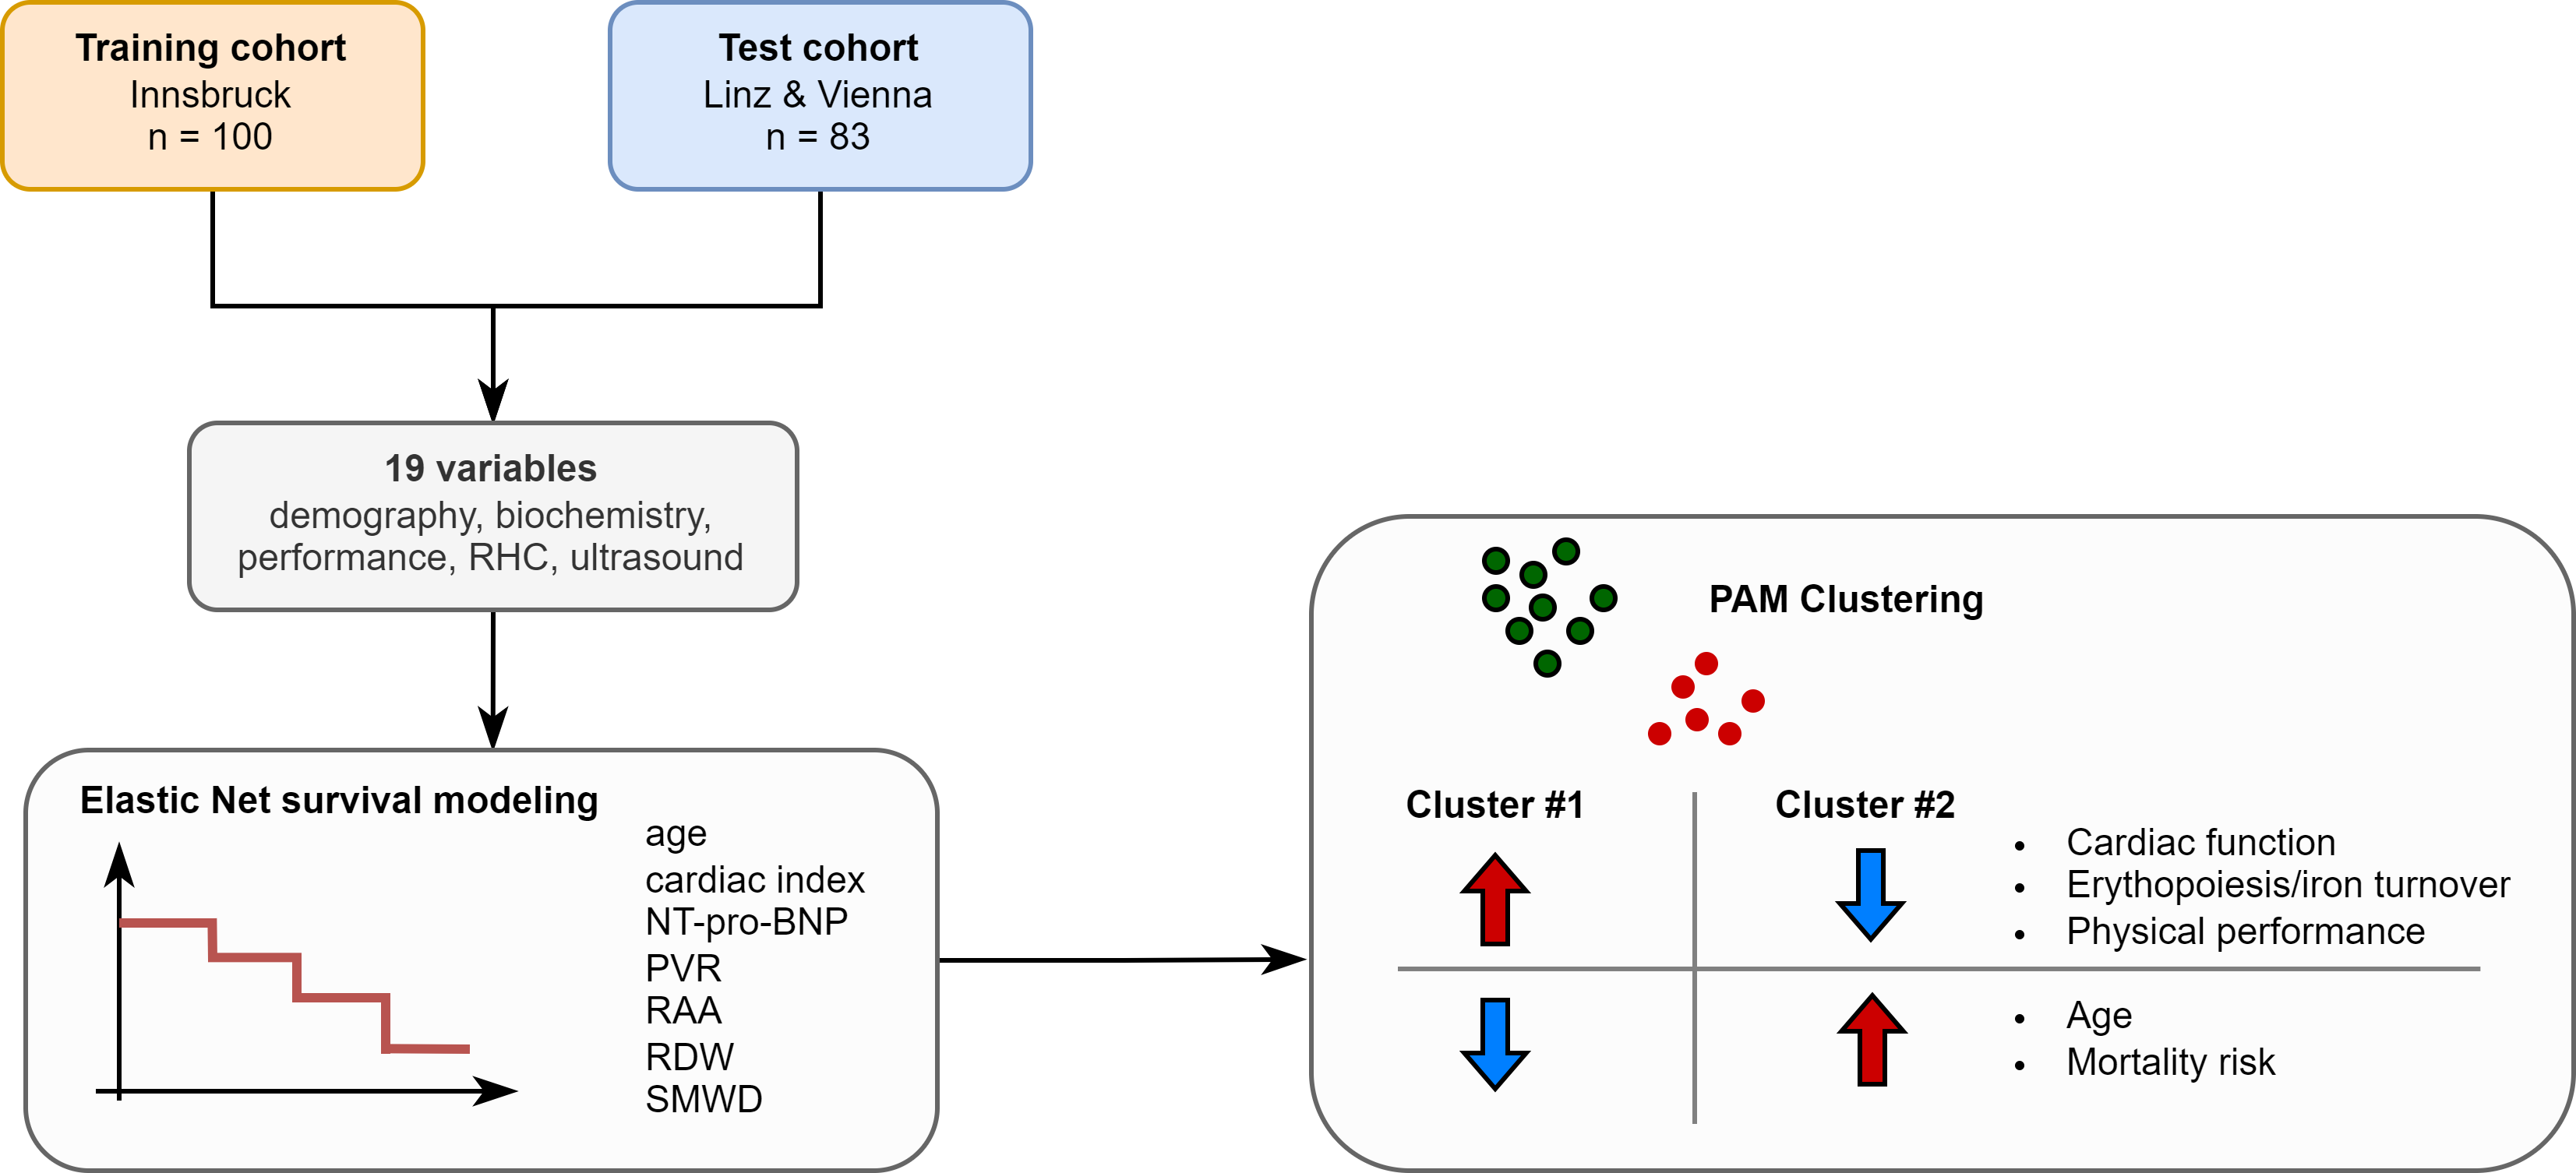 Training cohort
Innsbruck
n = 100
Test cohort
Linz & Vienna
n = 83
19 variables
demography, biochemistry,
performance, RHC, ultrasound
Elastic Net survival modeling
age
cardiac index
NT-pro-BNP
PVR
RAA
RDW
SMWD
PAM Clustering
Cluster #1
Cluster #2
• Cardiac function
• Erythopoiesis/iron turnover
• Physical performance
• Age
• Mortality risk